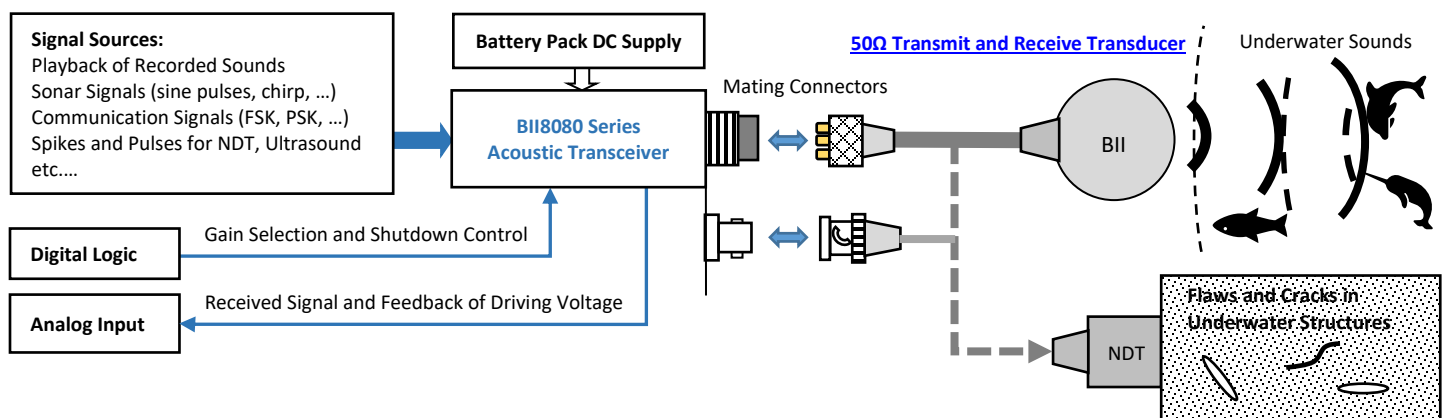 Signal Sources:
Playback of Recorded Sounds
Sonar Signals (sine pulses, chirp, ...)
Communication Signals (FSK, PSK, ...)
Spikes and Pulses for NDT, Ultrasound
etc....
Battery Pack DC Supply
BII8080 Series
Acoustic Transceiver
Mating Connectors
50Ω Transmit and Receive Transducer
Underwater Sounds
BII
Digital Logic
Gain Selection and Shutdown Control
Analog Input
Received Signal and Feedback of Driving Voltage
NDT
Flaws and Cracks in
Underwater Structures